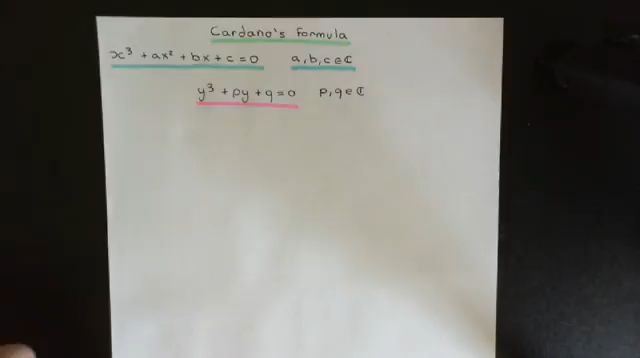 Cardano's Formula
x³ + ax² + bx + c = 0 a, b, c ∈ ℂ
y³ + py + q = 0 p, q ∈ ℂ